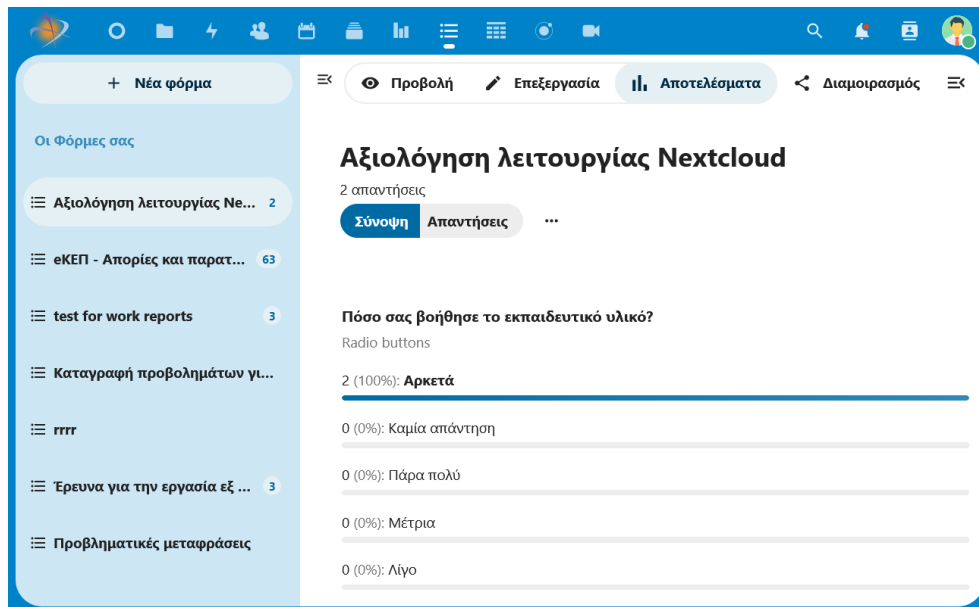 + Νέα φόρμα
Προβολή Επεξεργασία Αποτελέσματα Διαμοιρασμός
Οι Φόρμες σας
Αξιολόγηση λειτουργίας Ne... 2
eΚΕΠ - Απορίες και παρατ... 63
test for work reports 3
Καταγραφή προβολημάτων γι...
rrrr
Έρευνα για την εργασία εξ ... 3
Προβληματικές μεταφράσεις
Αξιολόγηση λειτουργίας Nextcloud
2 απαντήσεις
Σύνοψη Απαντήσεις ...
Πόσο σας βοήθησε το εκπαιδευτικό υλικό?
Radio buttons
2 (100%): Αρκετά
0 (0%): Καμία απάντηση
0 (0%): Πάρα πολύ
0 (0%): Μέτρια
0 (0%): Λίγο